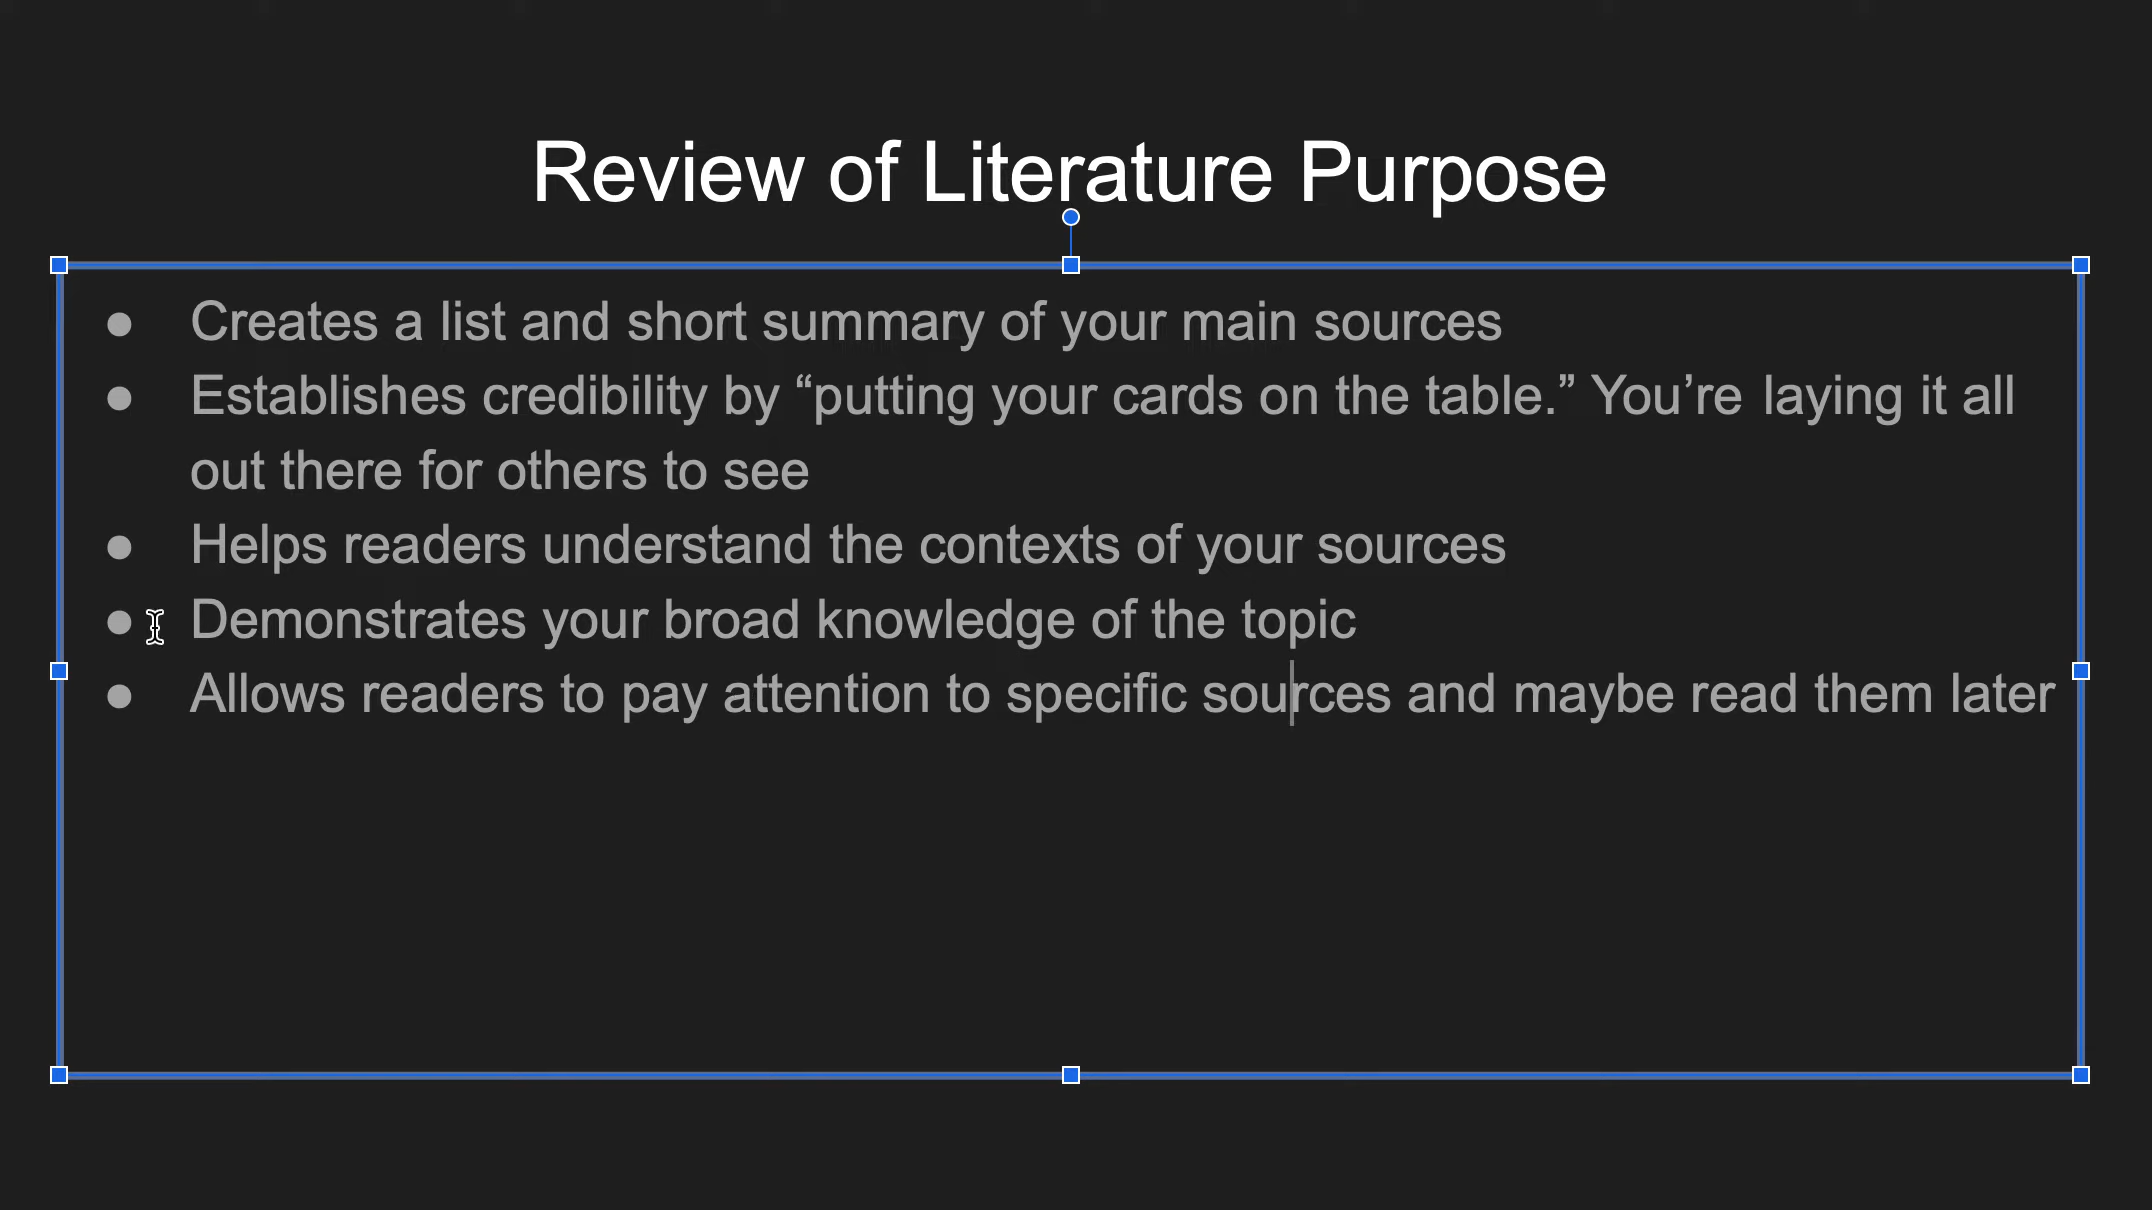 Review of Literature Purpose
● Creates a list and short summary of your main sources
● Establishes credibility by “putting your cards on the table.” You’re laying it all
out there for others to see
● Helps readers understand the contexts of your sources
● Demonstrates your broad knowledge of the topic
● Allows readers to pay attention to specific sources and maybe read them later